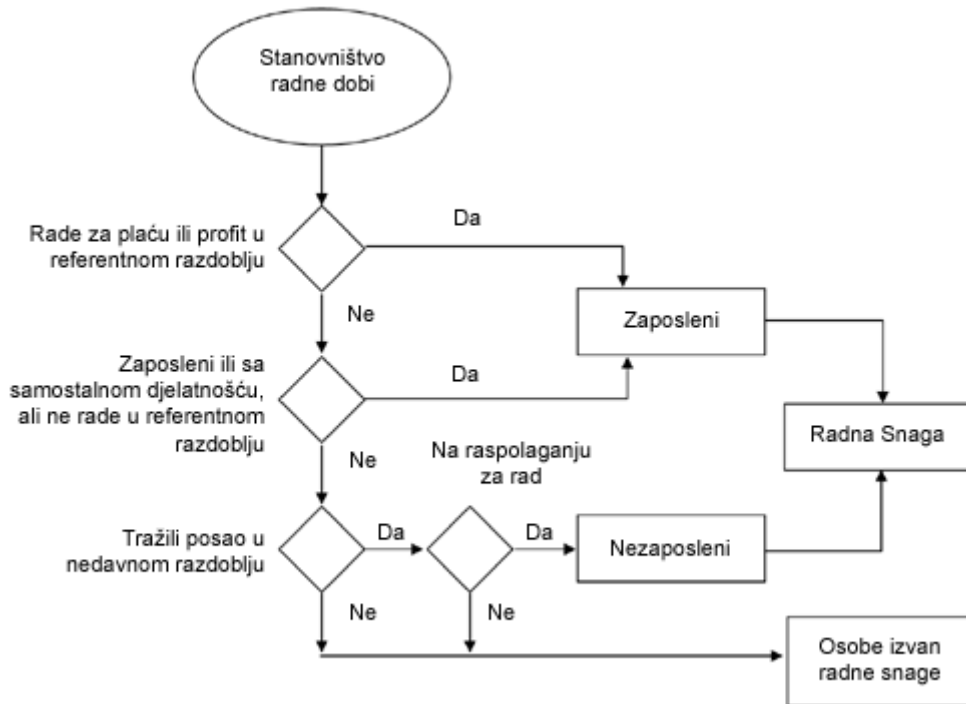 Stanovništvo
radne dobi
Rade za plaću ili profit u
referentnom razdoblju
Da
Ne
Zaposleni
Zaposleni ili sa
samostalnom djelatnošću,
ali ne rade u referentnom
razdoblju
Da
Ne
Radna Snaga
Na raspolaganju
za rad
Tražili posao u
nedavnom razdoblju
Da
Da
Nezaposleni
Ne
Ne
Osobe izvan
radne snage